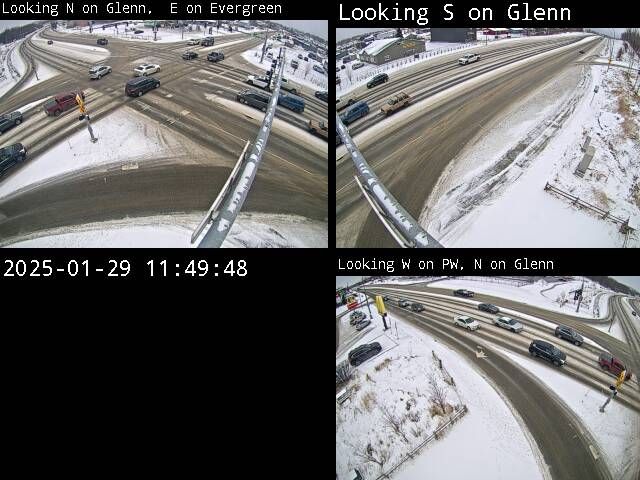 Looking N on Glenn,  E on Evergreen
Looking S on Glenn
2025-01-29 11:49:48
Looking W on PW, N on Glenn